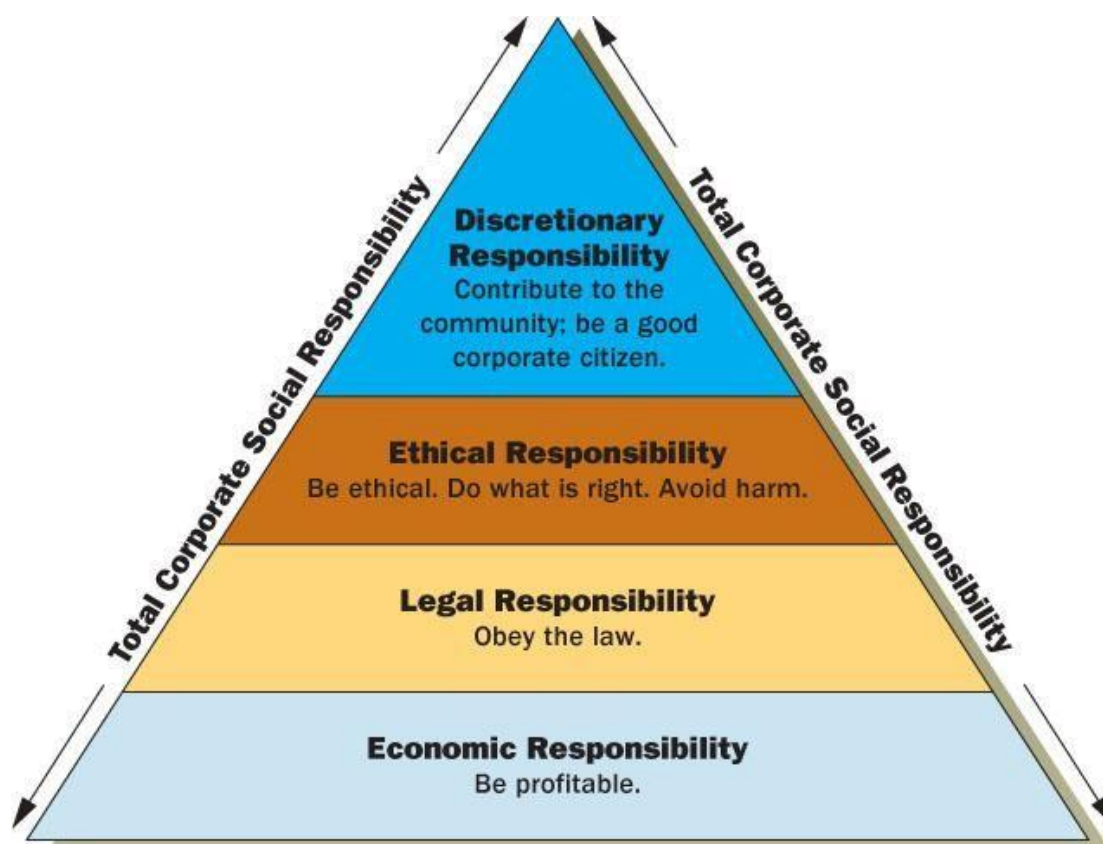 Total Corporate Social Responsibility
Total Corporate Social Responsibility
Discretionary
Responsibility
Contribute to the
community; be a good
corporate citizen.
Ethical Responsibility
Be ethical. Do what is right. Avoid harm.
Legal Responsibility
Obey the law.
Economic Responsibility
Be profitable.